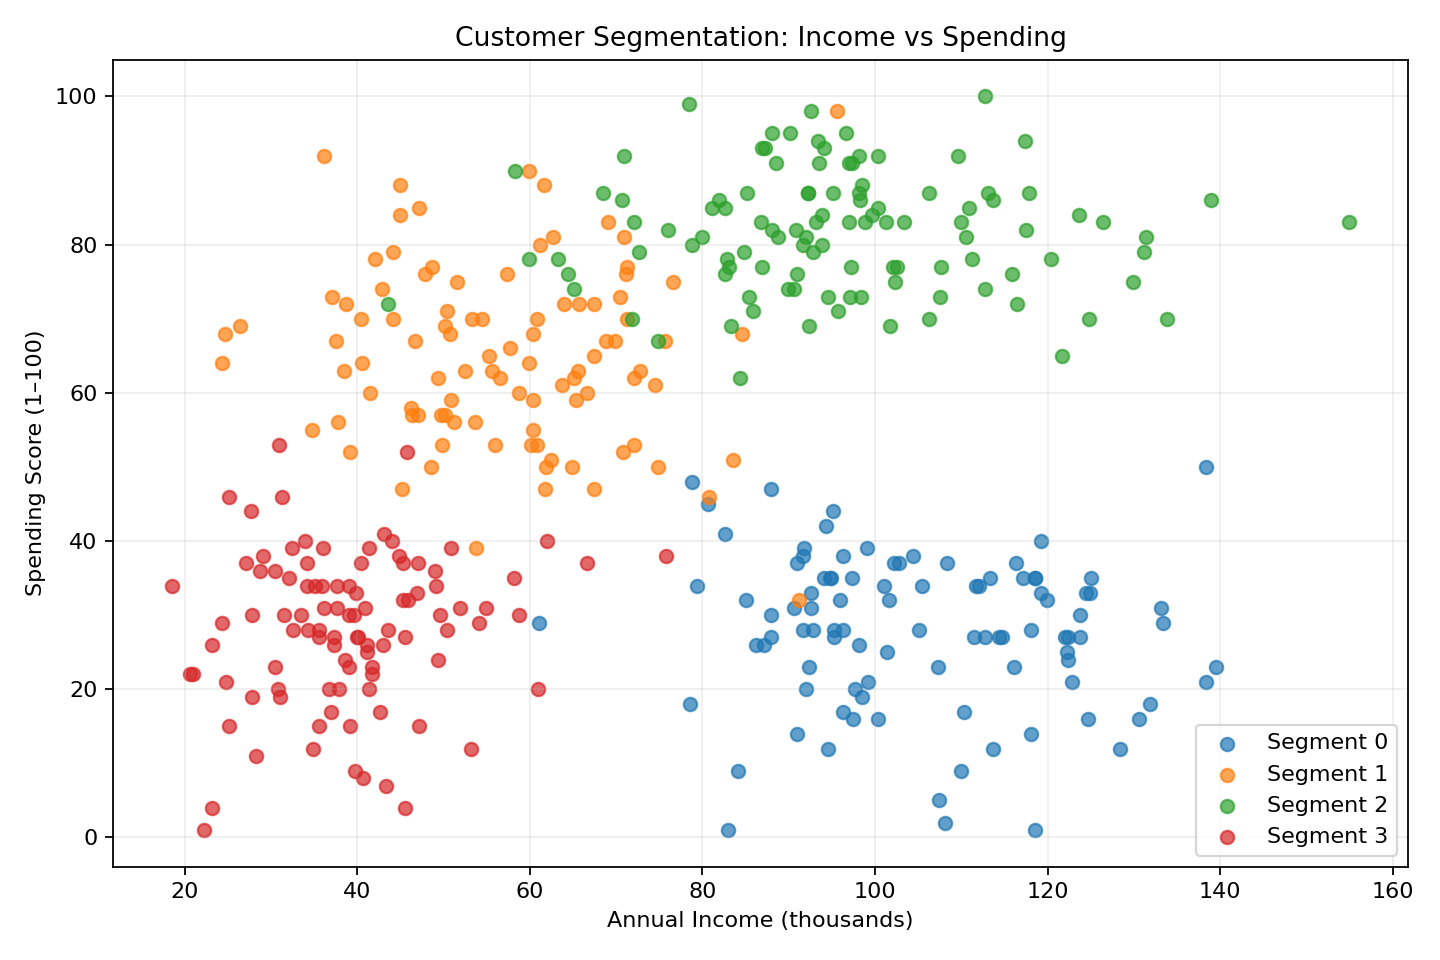 Customer Segmentation: Income vs Spending
100
80
60
40
20
0
Spending Score (1–100)
Segment 0
Segment 1
Segment 2
Segment 3
20 40 60 80 100 120 140 160
Annual Income (thousands)